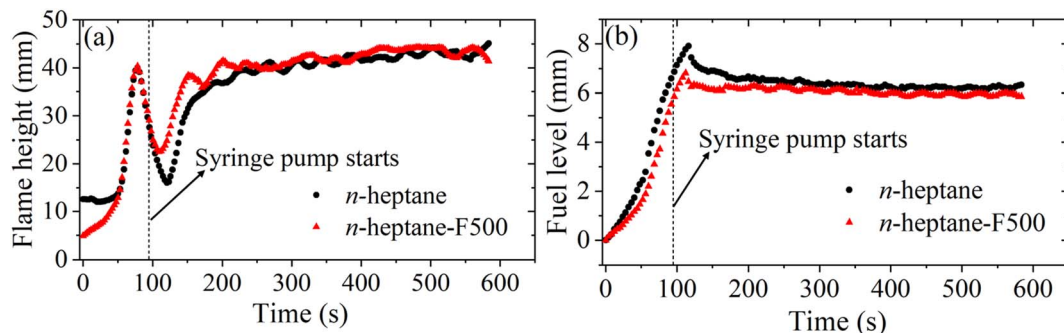 (a)
Flame height (mm)
50
40
30
20
10
0
Syringe pump starts
n-heptane
n-heptane-F500
0 100 200 300 400 500 600
Time (s)
(b)
Fuel level (mm)
8
6
4
2
0
Syringe pump starts
n-heptane
n-heptane-F500
0 100 200 300 400 500 600
Time (s)